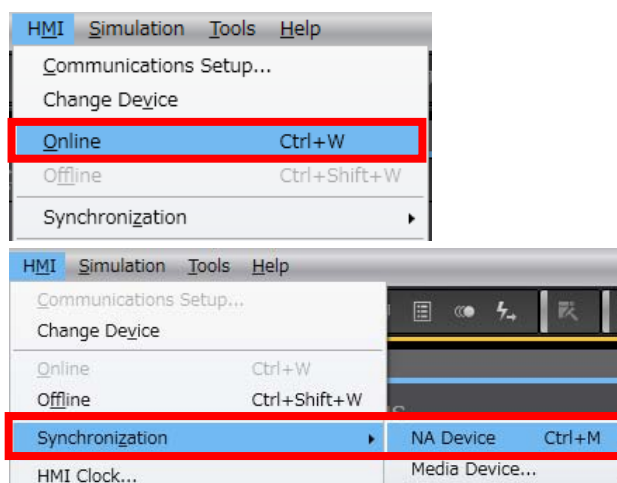 HMI Simulation Tools Help
Communications Setup...
Change Device
Online Ctrl+W
Offline Ctrl+Shift+W
Synchronization
HMI Simulation Tools Help
Communications Setup...
Change Device
Online Ctrl+W
Offline Ctrl+Shift+W
Synchronization NA Device Ctrl+M
HMI Clock... Media Device...